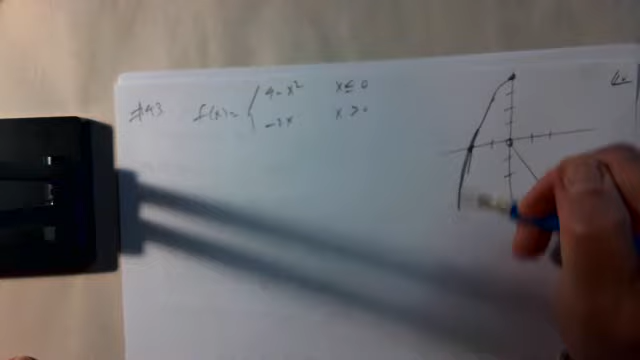 #43 f(x) = { 4 - x² x ≤ 0
-2x x > 0